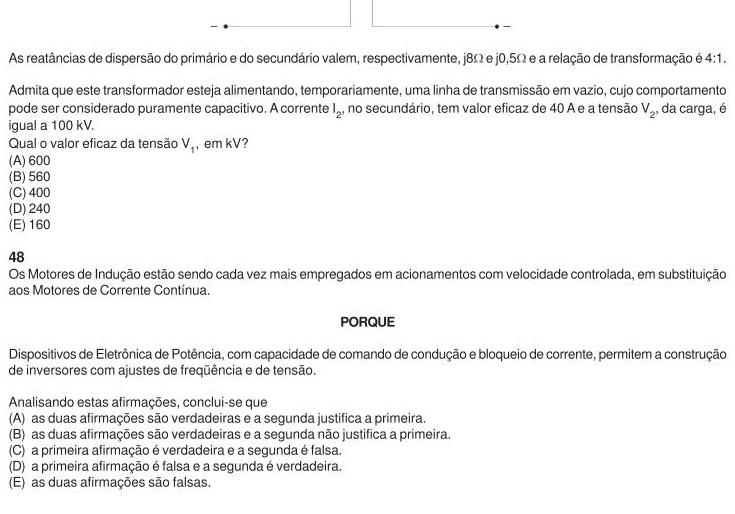 As reatâncias de dispersão do primário e do secundário valem, respectivamente, j8Ω e j0,5Ω e a relação de transformação é 4:1.
Admita que este transformador esteja alimentando, temporariamente, uma linha de transmissão em vazio, cujo comportamento
pode ser considerado puramente capacitivo. A corrente I₂, no secundário, tem valor eficaz de 40 A e a tensão V₂, da carga, é
igual a 100 kV.
Qual o valor eficaz da tensão V₁, em kV?
(A) 600
(B) 560
(C) 400
(D) 240
(E) 160
48
Os Motores de Indução estão sendo cada vez mais empregados em acionamentos com velocidade controlada, em substituição
aos Motores de Corrente Contínua.
PORQUE
Dispositivos de Eletrônica de Potência, com capacidade de comando de condução e bloqueio de corrente, permitem a construção
de inversores com ajustes de freqüência e de tensão.
Analisando estas afirmações, conclui-se que
(A) as duas afirmações são verdadeiras e a segunda justifica a primeira.
(B) as duas afirmações são verdadeiras e a segunda não justifica a primeira.
(C) a primeira afirmação é verdadeira e a segunda é falsa.
(D) a primeira afirmação é falsa e a segunda é verdadeira.
(E) as duas afirmações são falsas.